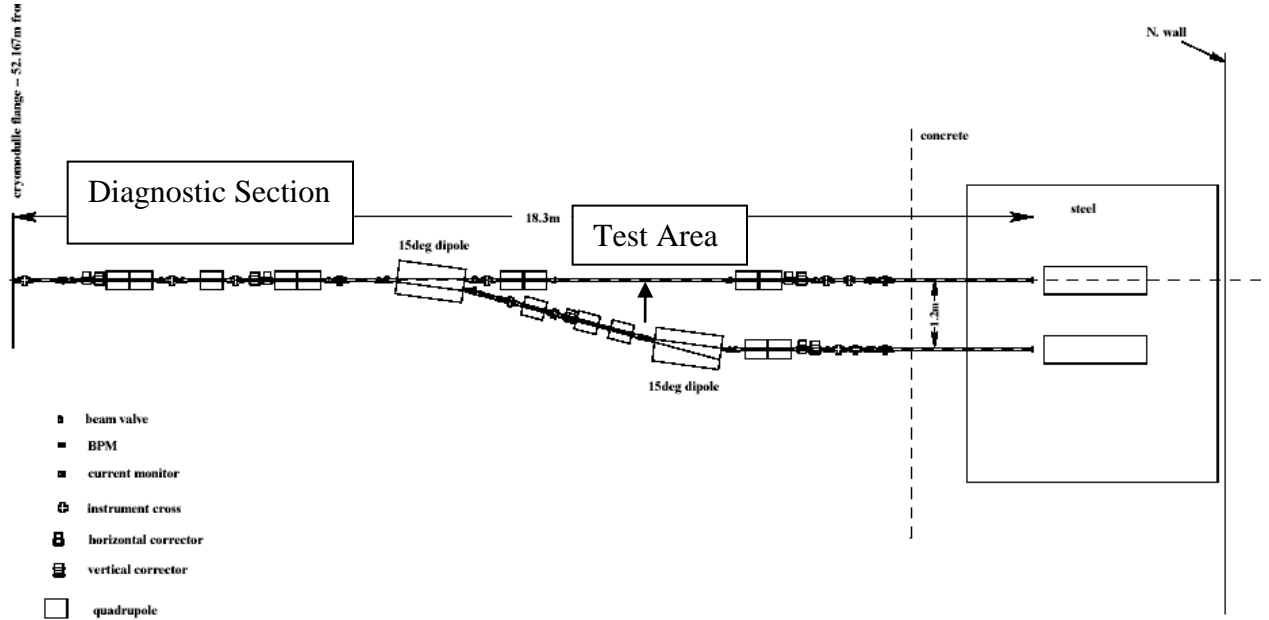 cryomodulle flange -- 52.167m fro
N. wall
concrete
Diagnostic Section
18.3m
steel
Test Area
15deg dipole
1.2m
15deg dipole
beam valve
BPM
current monitor
instrument cross
horizontal corrector
vertical corrector
quadrupole